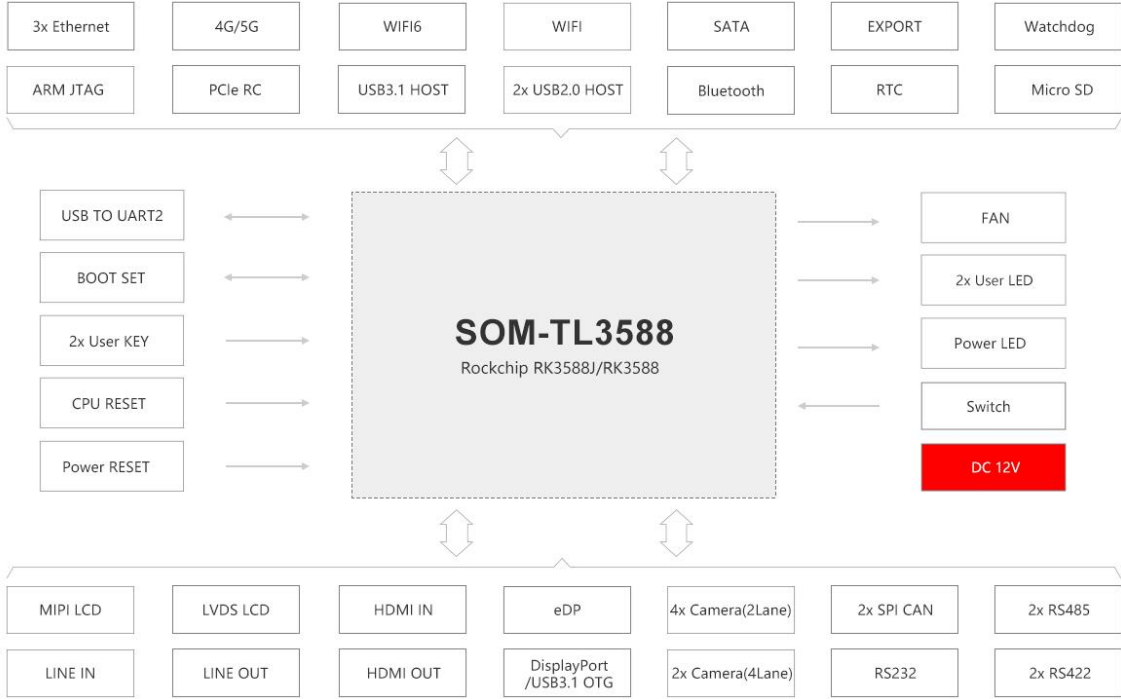 3x Ethernet
4G/5G
WIFI6
WIFI
SATA
EXPORT
Watchdog
ARM JTAG
PCIe RC
USB3.1 HOST
2x USB2.0 HOST
Bluetooth
RTC
Micro SD
USB TO UART2
BOOT SET
2x User KEY
CPU RESET
Power RESET
SOM-TL3588
Rockchip RK3588J/RK3588
FAN
2x User LED
Power LED
Switch
DC 12V
MIPI LCD
LVDS LCD
HDMI IN
eDP
4x Camera(2Lane)
2x SPI CAN
2x RS485
LINE IN
LINE OUT
HDMI OUT
DisplayPort
/USB3.1 OTG
2x Camera(4Lane)
RS232
2x RS422